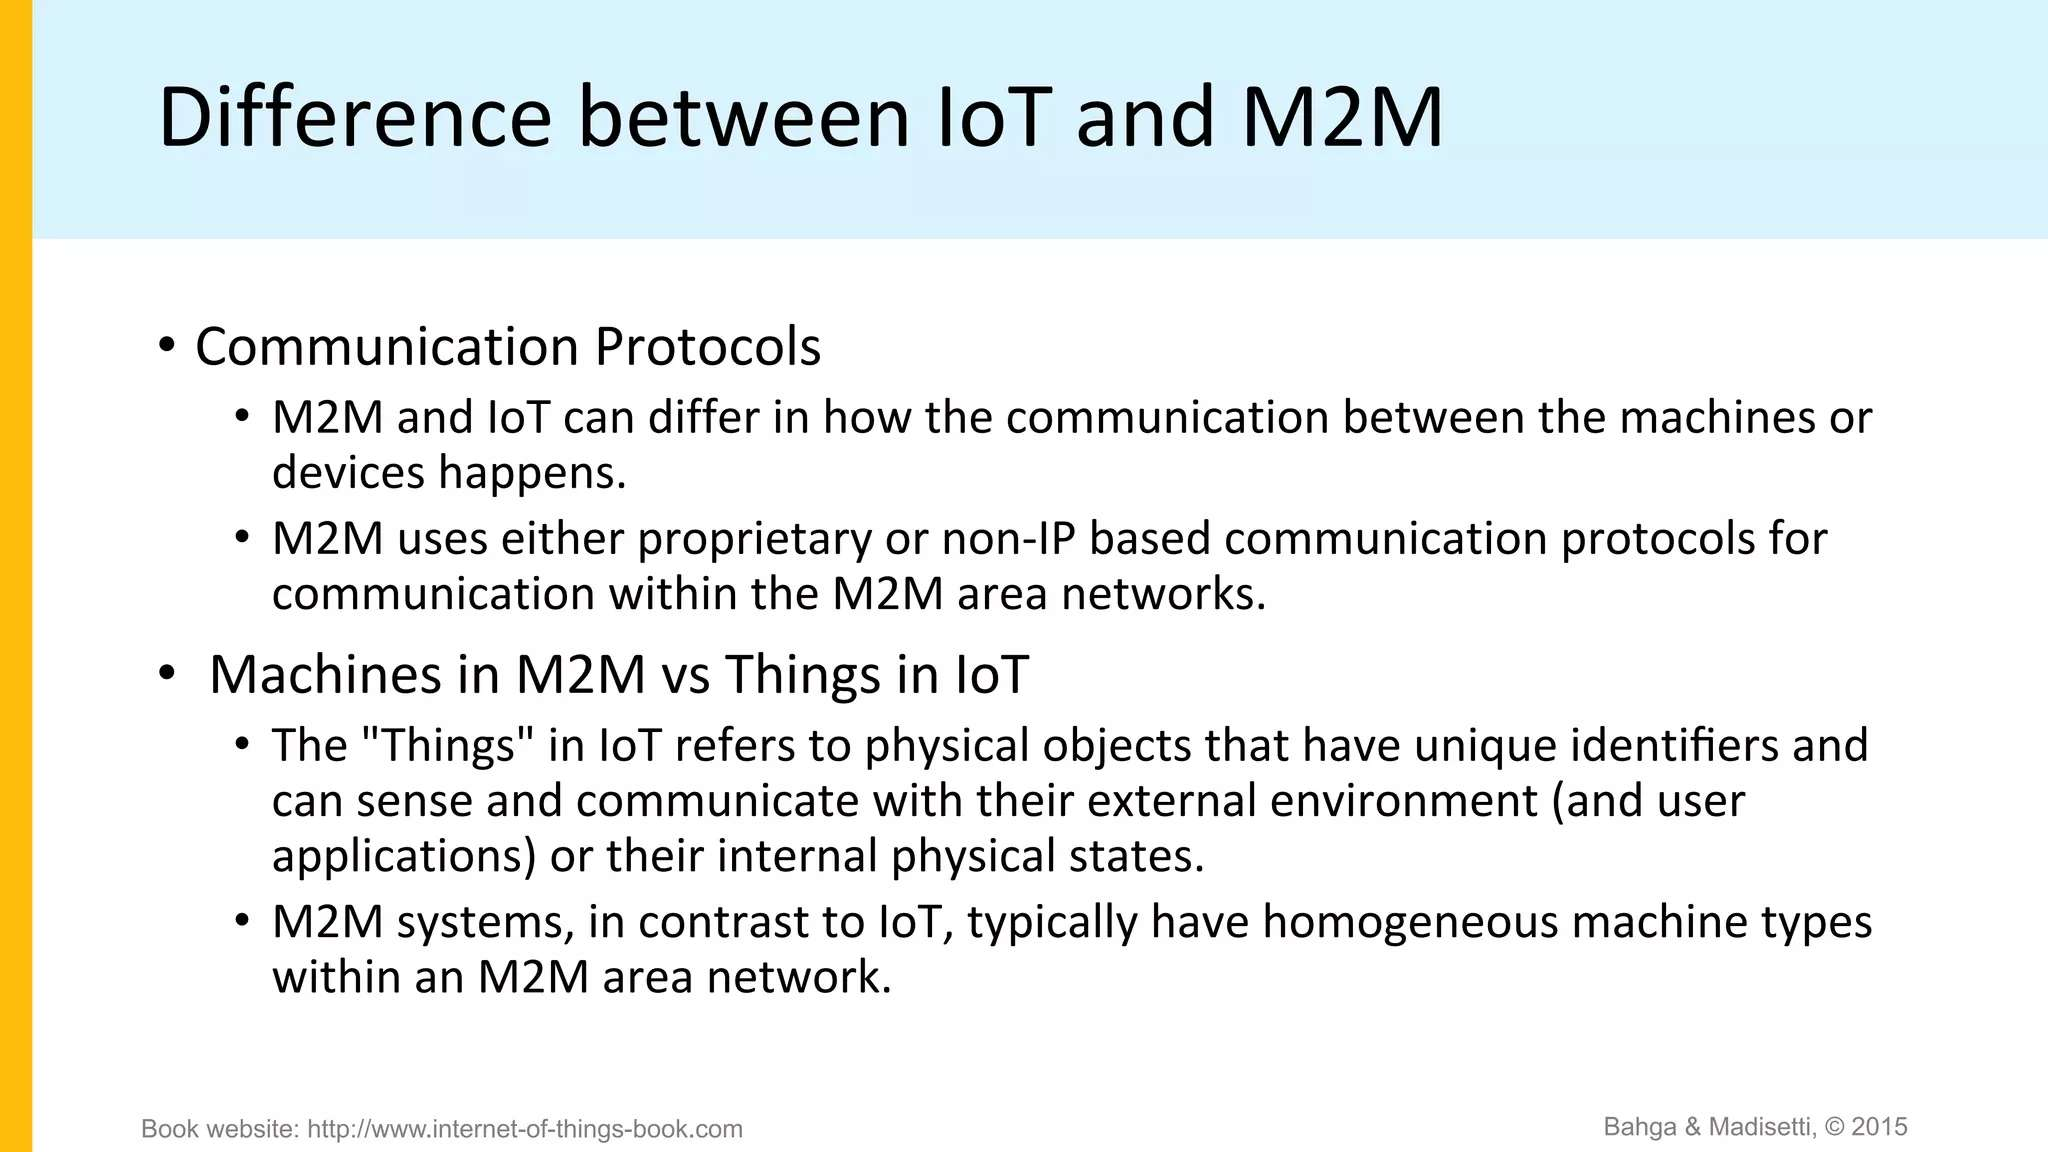 Difference between IoT and M2M
• Communication Protocols
• M2M and IoT can differ in how the communication between the machines or
devices happens.
• M2M uses either proprietary or non-IP based communication protocols for
communication within the M2M area networks.
• Machines in M2M vs Things in IoT
• The "Things" in IoT refers to physical objects that have unique identifiers and
can sense and communicate with their external environment (and user
applications) or their internal physical states.
• M2M systems, in contrast to IoT, typically have homogeneous machine types
within an M2M area network.
Book website: http://www.internet-of-things-book.com
Bahga & Madisetti, © 2015